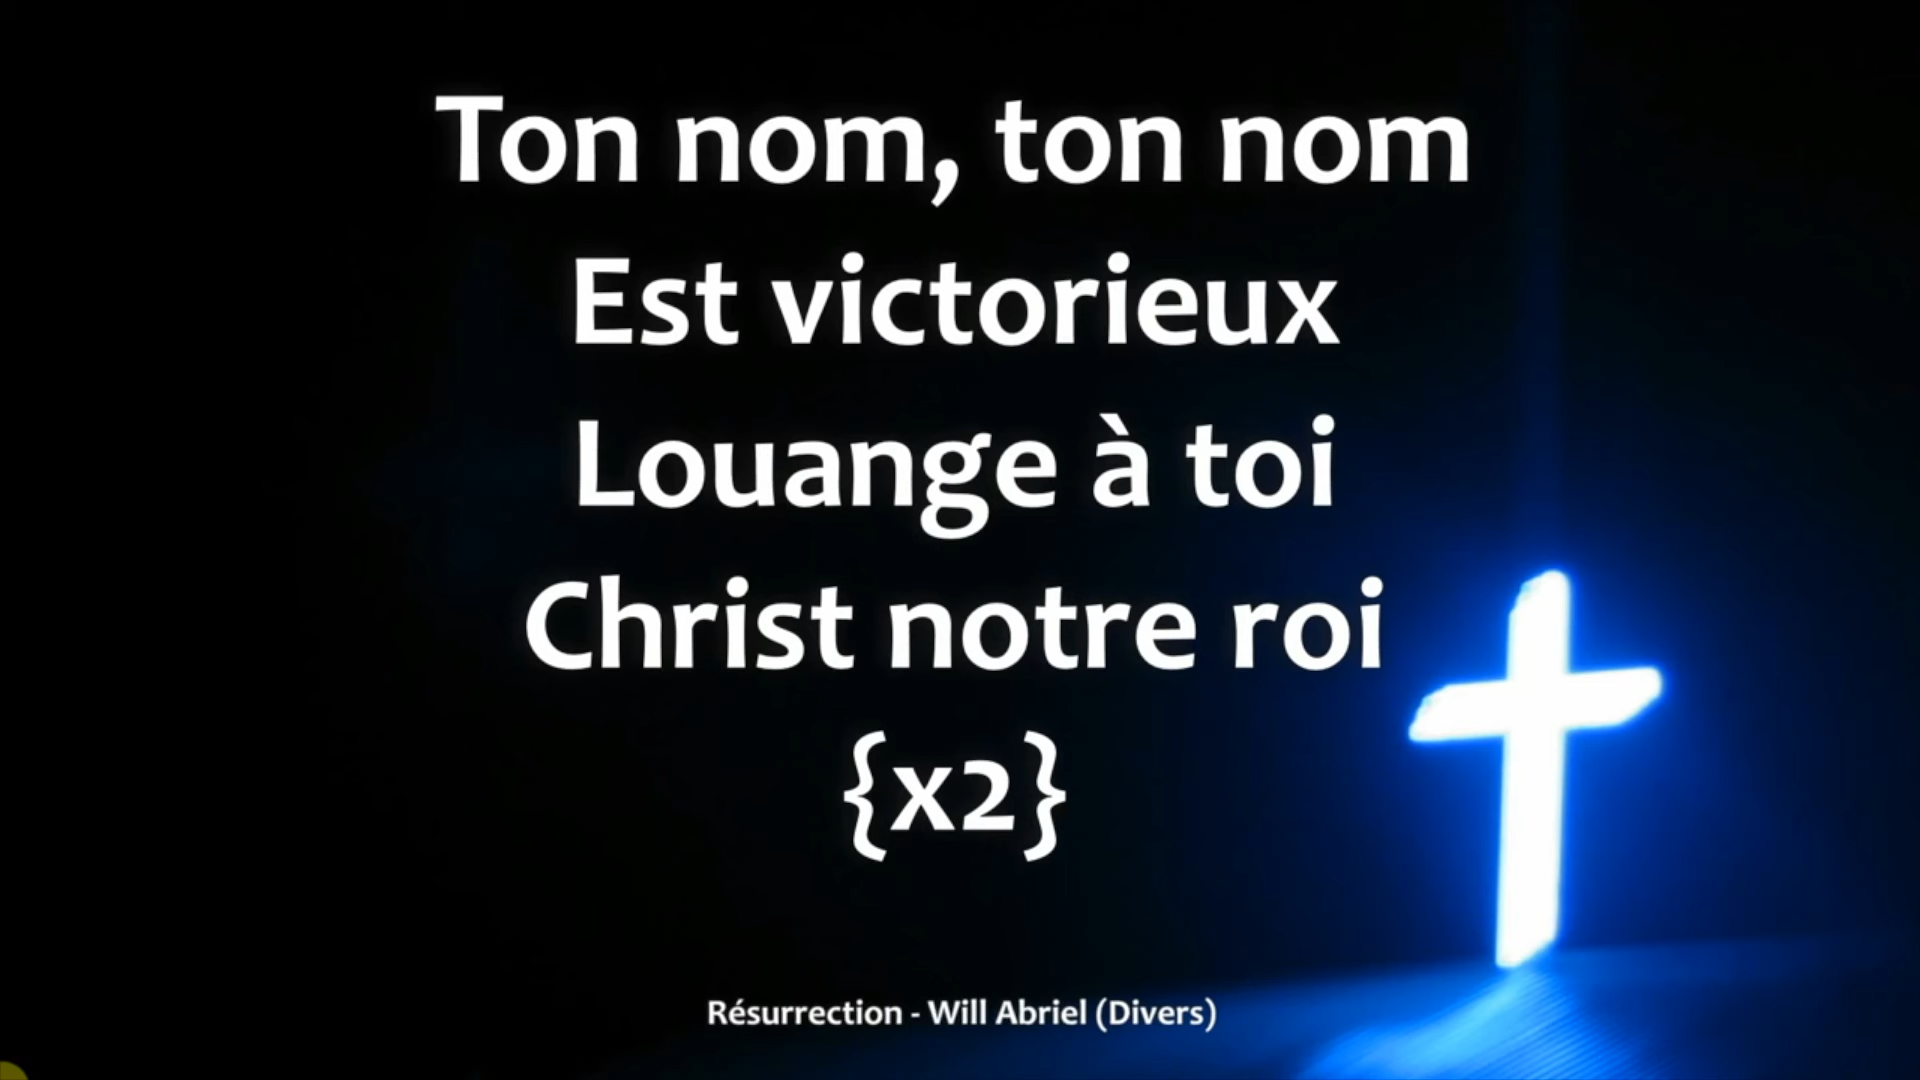 Ton nom, ton nom
Est victorieux
Louange à toi
Christ notre roi
{x2}
Résurrection - Will Abriel (Divers)